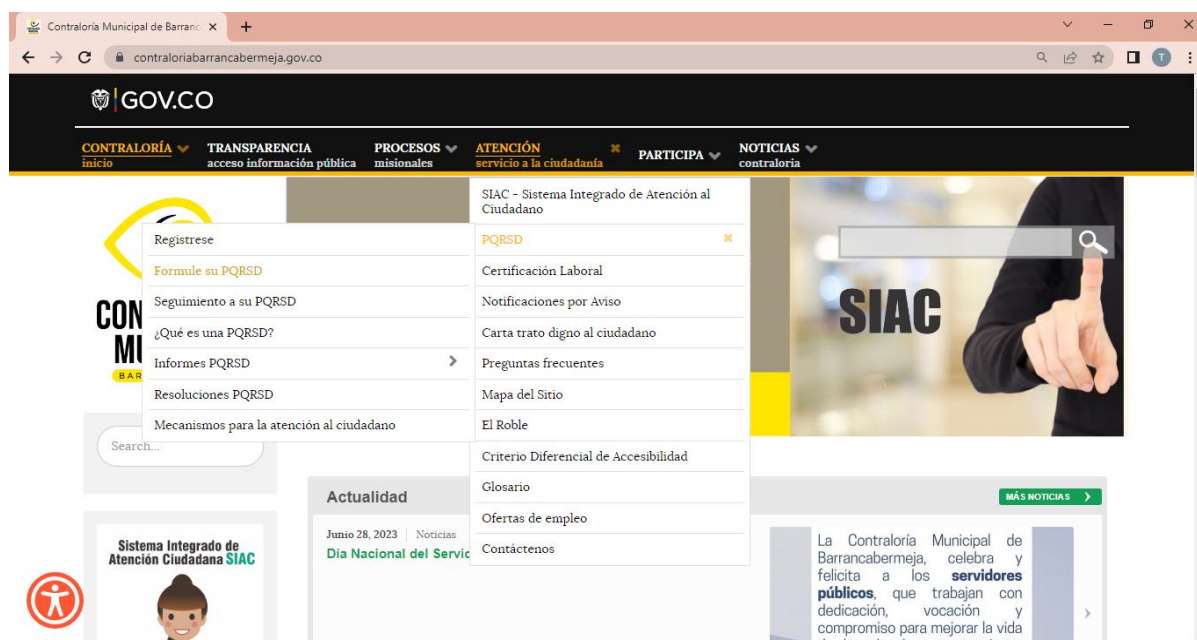 Contraloría Municipal de Barranc
contraloriabarrancabermeja.gov.co
T
GOV.CO
CONTRALORÍA
inicio
TRANSPARENCIA
acceso información pública
PROCESOS
misionales
ATENCIÓN
servicio a la ciudadanía
PARTICIPA
NOTICIAS
contraloria
SIAC - Sistema Integrado de Atención al
Ciudadano
PQRSD
Certificación Laboral
Notificaciones por Aviso
Carta trato digno al ciudadano
Preguntas frecuentes
Mapa del Sitio
El Roble
Criterio Diferencial de Accesibilidad
Glosario
Ofertas de empleo
Contáctenos
Registrese
Formule su PQRSD
Seguimiento a su PQRSD
¿Qué es una PQRSD?
Informes PQRSD
Resoluciones PQRSD
Mecanismos para la atención al ciudadano
CON
MU
BAR
SIAC
Search...
Actualidad
MÁS NOTICIAS
Junio 28, 2023 | Noticias
Día Nacional del Servic
Sistema Integrado de
Atención Ciudadana SIAC
La Contraloría Municipal de
Barrancabermeja, celebra y
felicita a los servidores
públicos, que trabajan con
dedicación, vocación y
compromiso para mejorar la vida